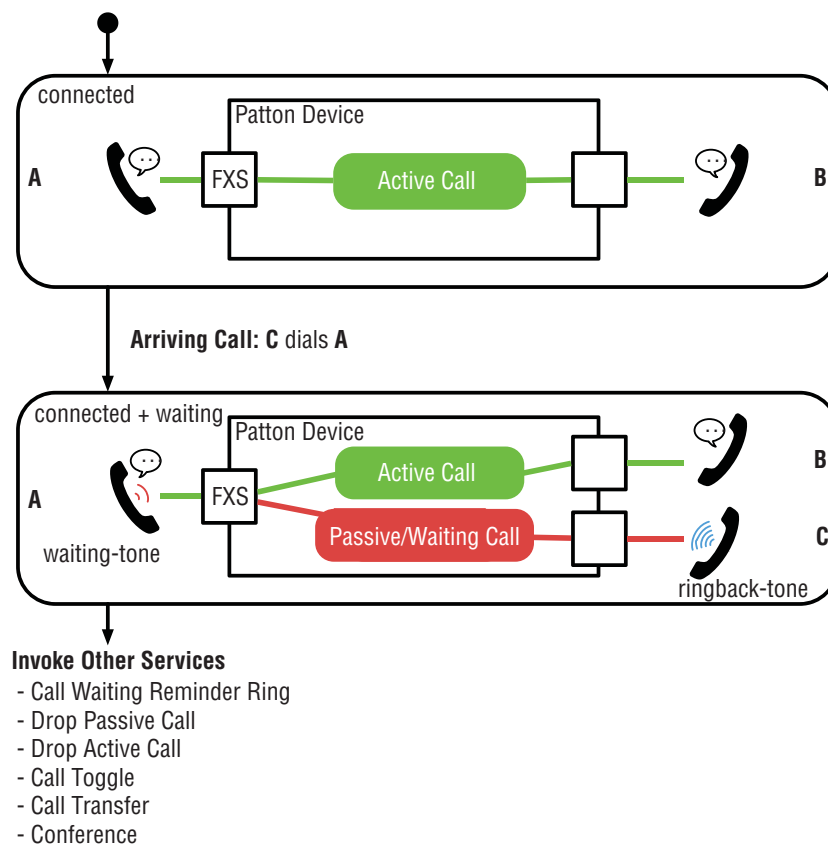 connected
Patton Device
A
FXS
Active Call
B
Arriving Call: C dials A
connected + waiting
Patton Device
A
FXS
Active Call
B
Passive/Waiting Call
C
waiting-tone
ringback-tone
Invoke Other Services
- Call Waiting Reminder Ring
- Drop Passive Call
- Drop Active Call
- Call Toggle
- Call Transfer
- Conference